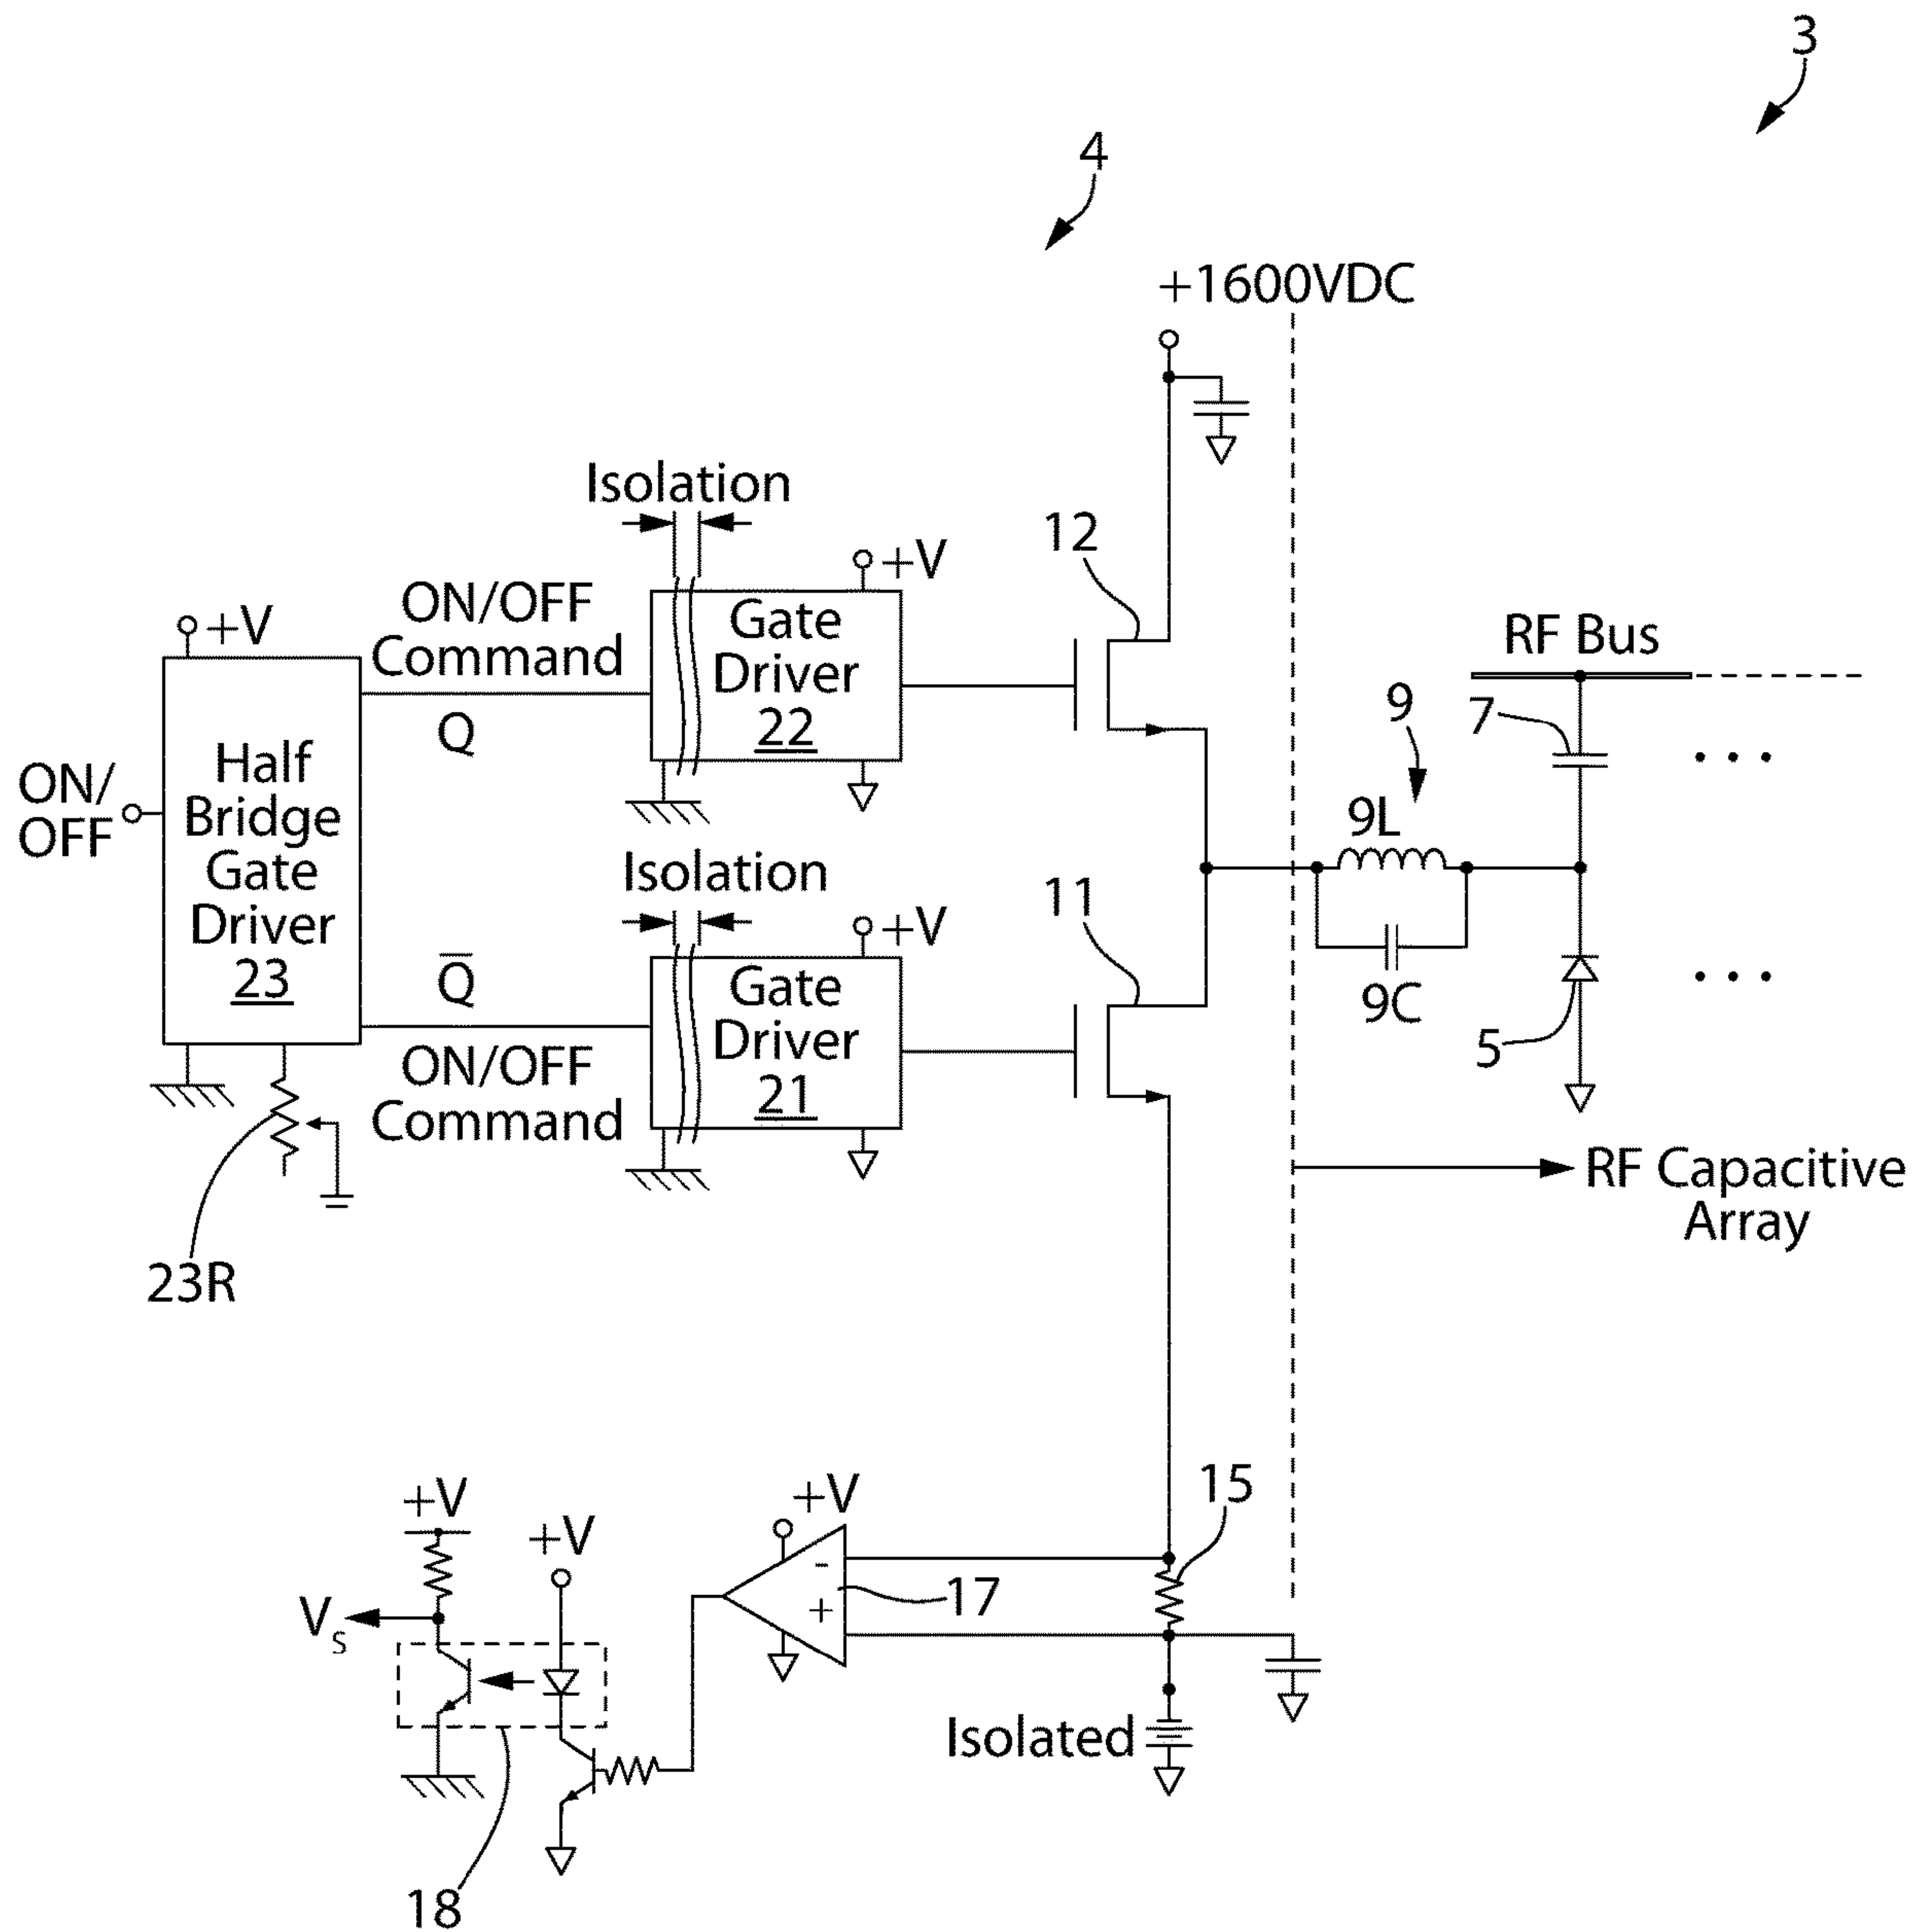 3
4
+1600VDC
Isolation
12
+V
ON/OFF
Command
Gate
Driver
22
+V
RF Bus
Q
9
7
Half
Bridge
Gate
Driver
23
ON/
OFF
9L
Isolation
11
+V
Q̅
Gate
Driver
21
9C
5
ON/OFF
Command
RF Capacitive
Array
23R
+V
+V
+V
15
-
+
17
VS
Isolated
18